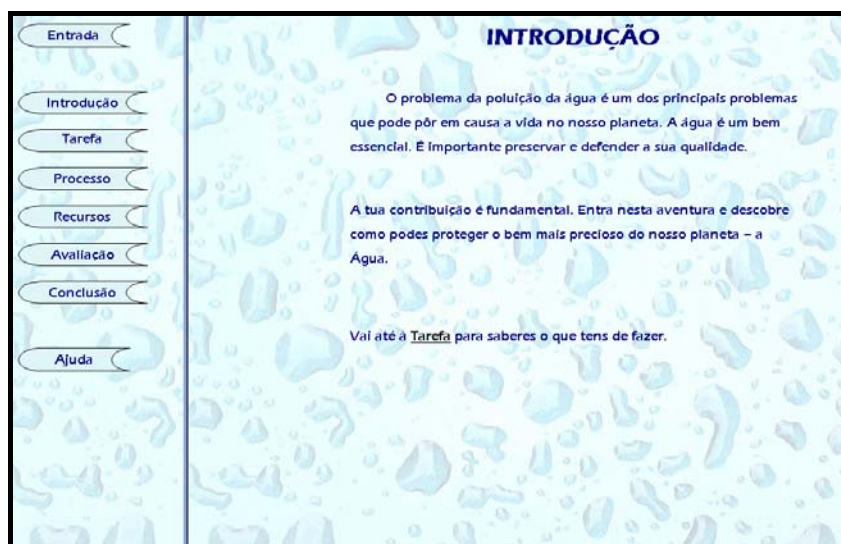 Entrada
Introdução
Tarefa
Processo
Recursos
Avaliação
Conclusão
Ajuda
INTRODUÇÃO
O problema da poluição da água é um dos principais problemas
que pode pôr em causa a vida no nosso planeta. A água é um bem
essencial. É importante preservar e defender a sua qualidade.
A tua contribuição é fundamental. Entra nesta aventura e descobre
como podes proteger o bem mais precioso do nosso planeta – a
Água.
Vai até à Tarefa para saberes o que tens de fazer.